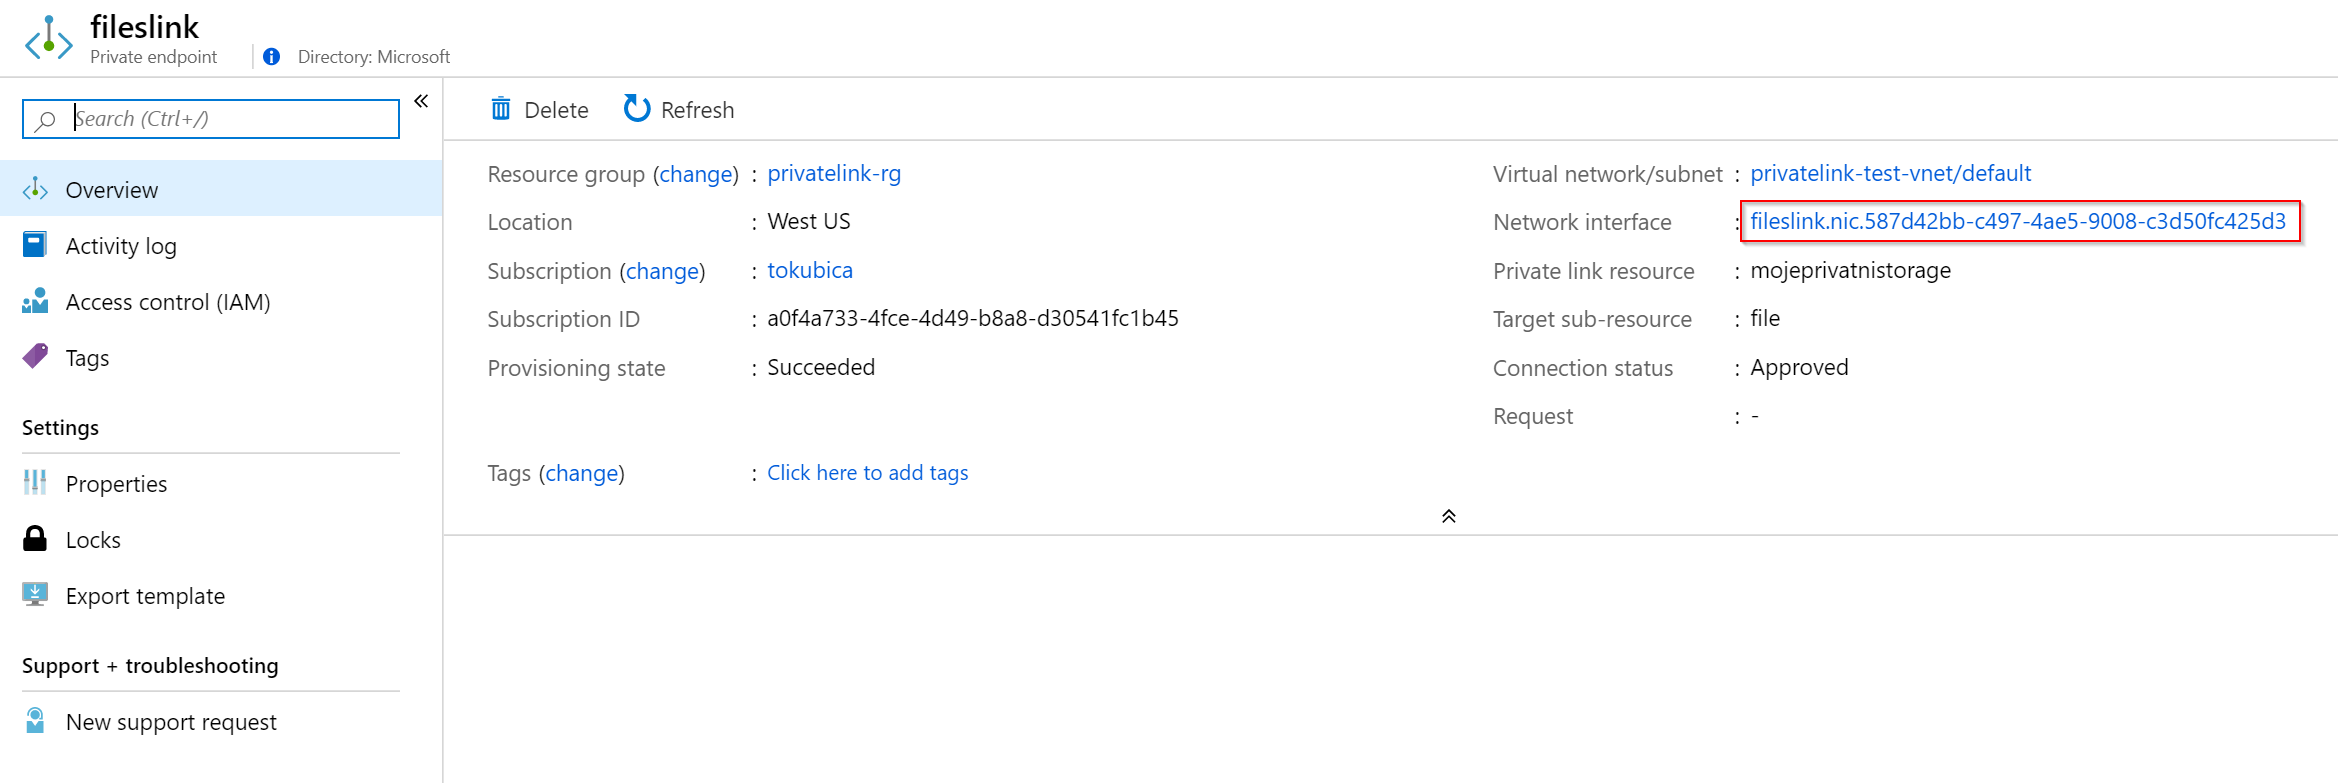 fileslink
Private endpoint
Directory: Microsoft
Search (Ctrl+/)
Overview
Activity log
Access control (IAM)
Tags
Settings
Properties
Locks
Export template
Support + troubleshooting
New support request
Delete Refresh
Resource group (change) : privatelink-rg
Location : West US
Subscription (change) : tokubica
Subscription ID : a0f4a733-4fce-4d49-b8a8-d30541fc1b45
Provisioning state : Succeeded
Tags (change) : Click here to add tags
Virtual network/subnet : privatelink-test-vnet/default
Network interface : fileslink.nic.587d42bb-c497-4ae5-9008-c3d50fc425d3
Private link resource : mojeprivatnistorage
Target sub-resource : file
Connection status : Approved
Request : -